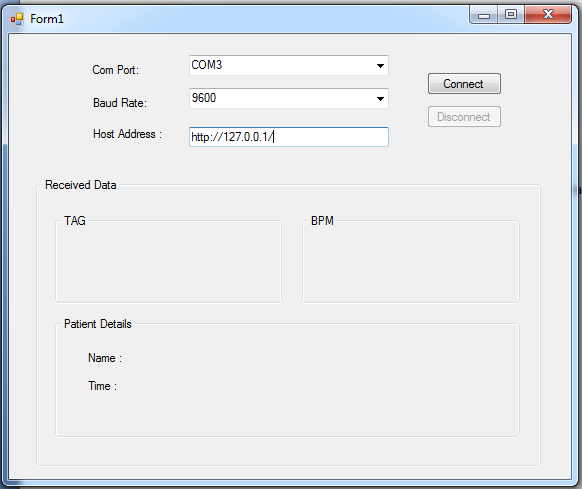 Form1
Com Port: COM3
Baud Rate: 9600
Host Address : http://127.0.0.1/
Connect
Disconnect
Received Data
TAG
BPM
Patient Details
Name :
Time :